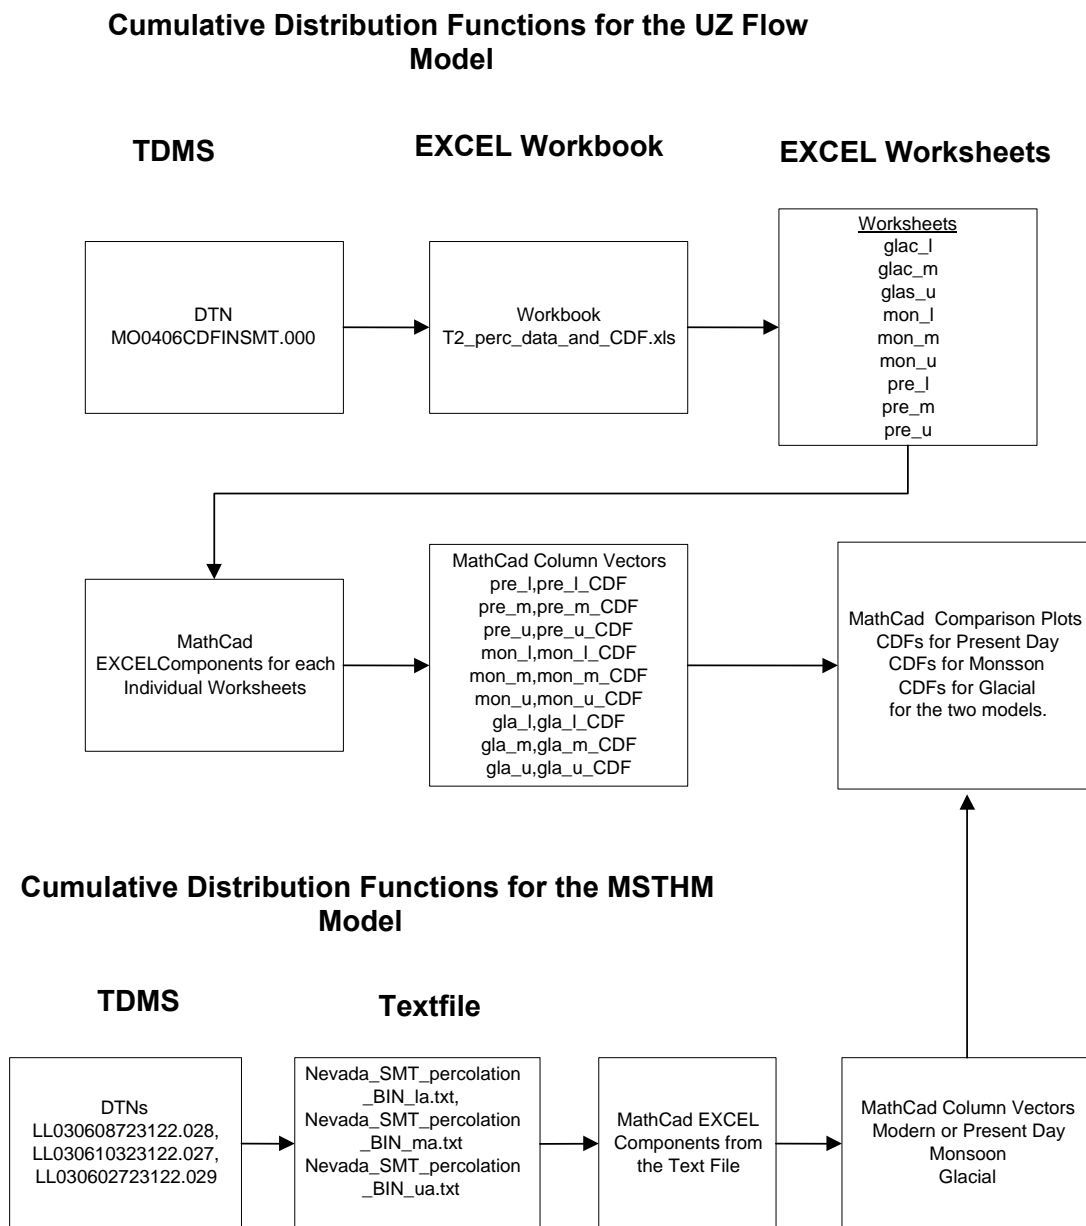 Cumulative Distribution Functions for the UZ Flow
Model
TDMS
EXCEL Workbook
EXCEL Worksheets
DTN
MO0406CDFINSMT.000
Workbook
T2_perc_data_and_CDF.xls
Worksheets
glac_l
glac_m
glas_u
mon_l
mon_m
mon_u
pre_l
pre_m
pre_u
MathCad
EXCELComponents for each
Individual Worksheets
MathCad Column Vectors
pre_l,pre_l_CDF
pre_m,pre_m_CDF
pre_u,pre_u_CDF
mon_l,mon_l_CDF
mon_m,mon_m_CDF
mon_u,mon_u_CDF
gla_l,gla_l_CDF
gla_m,gla_m_CDF
gla_u,gla_u_CDF
MathCad  Comparison Plots
CDFs for Present Day
CDFs for Monsson
CDFs for Glacial
for the two models.
Cumulative Distribution Functions for the MSTHM
Model
TDMS
Textfile
DTNs
LL030608723122.028,
LL030610323122.027,
LL030602723122.029
Nevada_SMT_percolation
_BIN_la.txt,
Nevada_SMT_percolation
_BIN_ma.txt
Nevada_SMT_percolation
_BIN_ua.txt
MathCad EXCEL
Components from
the Text File
MathCad Column Vectors
Modern or Present Day
Monsoon
Glacial